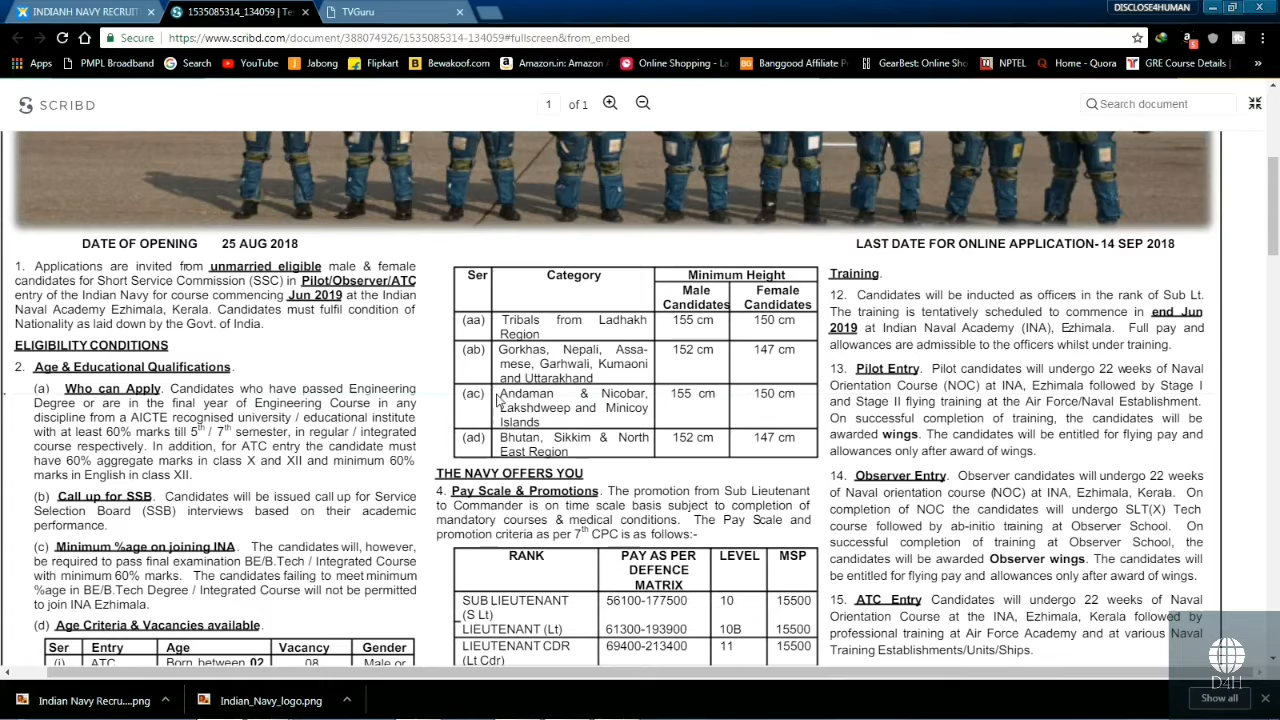 INDIANH NAVY RECRUIT
1535085314_134059 | Te
TVGuru
DISCLOSE4HUMAN
Secure
https://www.scribd.com/document/388074926/1535085314-134059#fullscreen&from_embed
Apps
PMPL Broadband
Search
YouTube
Jabong
Flipkart
Bewakoof.com
Amazon.in: Amazon
Online Shopping - La
Banggood Affiliate P
GearBest: Online Sho
NPTEL
Home - Quora
GRE Course Details |
SCRIBD
1 of 1
Search document
DATE OF OPENING 25 AUG 2018
LAST DATE FOR ONLINE APPLICATION- 14 SEP 2018
1. Applications are invited from unmarried eligible male & female
candidates for Short Service Commission (SSC) in Pilot/Observer/ATC
entry of the Indian Navy for course commencing Jun 2019 at the Indian
Naval Academy Ezhimala, Kerala. Candidates must fulfil condition of
Nationality as laid down by the Govt. of India.
ELIGIBILITY CONDITIONS
2. Age & Educational Qualifications.
(a) Who can Apply. Candidates who have passed Engineering
Degree or are in the final year of Engineering Course in any
discipline from a AICTE recognised university / educational institute
with at least 60% marks till 5th / 7th semester, in regular / integrated
course respectively. In addition, for ATC entry the candidate must
have 60% aggregate marks in class X and XII and minimum 60%
marks in English in class XII.
(b) Call up for SSB. Candidates will be issued call up for Service
Selection Board (SSB) interviews based on their academic
performance.
(c) Minimum %age on joining INA. The candidates will, however,
be required to pass final examination BE/B.Tech / Integrated Course
with minimum 60% marks. The candidates failing to meet minimum
%age in BE/B.Tech Degree / Integrated Course will not be permitted
to join INA Ezhimala.
(d) Age Criteria & Vacancies available.
Ser Entry Age Vacancy Gender
(i) ATC Born between 02 08 Male or
Ser Category Minimum Height
Male Female
Candidates Candidates
(aa) Tribals from Ladhakh 155 cm 150 cm
Region
(ab) Gorkhas, Nepali, Assa- 152 cm 147 cm
mese, Garhwali, Kumaoni
and Uttarakhand
(ac) Andaman & Nicobar, 155 cm 150 cm
Lakshdweep and Minicoy
Islands
(ad) Bhutan, Sikkim & North 152 cm 147 cm
East Region
THE NAVY OFFERS YOU
4. Pay Scale & Promotions. The promotion from Sub Lieutenant
to Commander is on time scale basis subject to completion of
mandatory courses & medical conditions. The Pay Scale and
promotion criteria as per 7th CPC is as follows:-
RANK PAY AS PER LEVEL MSP
DEFENCE
MATRIX
SUB LIEUTENANT 56100-177500 10 15500
(S Lt)
LIEUTENANT (Lt) 61300-193900 10B 15500
LIEUTENANT CDR 69400-213400 11 15500
(Lt Cdr)
Training.
12. Candidates will be inducted as officers in the rank of Sub Lt.
The training is tentatively scheduled to commence in end Jun
2019 at Indian Naval Academy (INA), Ezhimala. Full pay and
allowances are admissible to the officers whilst under training.
13. Pilot Entry. Pilot candidates will undergo 22 weeks of Naval
Orientation Course (NOC) at INA, Ezhimala followed by Stage I
and Stage II flying training at the Air Force/Naval Establishment.
On successful completion of training, the candidates will be
awarded wings. The candidates will be entitled for flying pay and
allowances only after award of wings.
14. Observer Entry. Observer candidates will undergo 22 weeks
of Naval orientation course (NOC) at INA, Ezhimala, Kerala. On
completion of NOC the candidates will undergo SLT(X) Tech
course followed by ab-initio training at Observer School. On
successful completion of training at Observer School, the
candidates will be awarded Observer wings. The candidates will
be entitled for flying pay and allowances only after award of wings.
15. ATC Entry Candidates will undergo 22 weeks of Naval
Orientation Course at the INA, Ezhimala, Kerala followed by
professional training at Air Force Academy and at various Naval
Training Establishments/Units/Ships.
D4H
Indian Navy Recru....png
Indian_Navy_logo.png
Show all